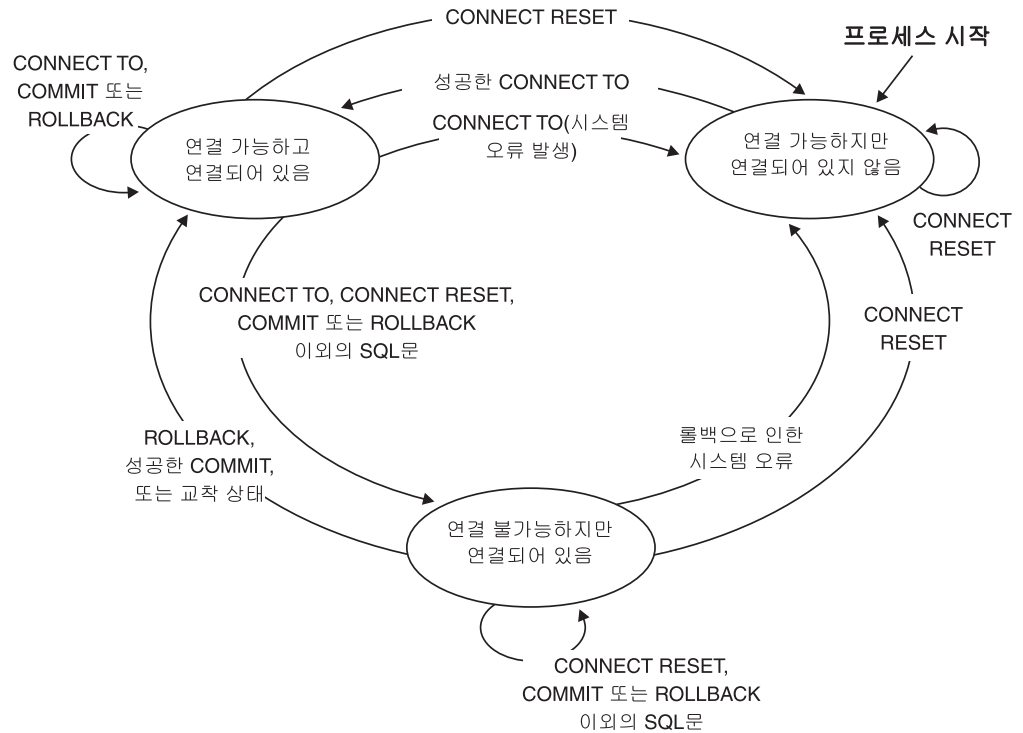 CONNECT RESET
프로세스 시작
CONNECT TO,
COMMIT 또는
ROLLBACK
성공한 CONNECT TO
CONNECT TO(시스템
오류 발생)
연결 가능하고
연결되어 있음
연결 가능하지만
연결되어 있지 않음
CONNECT
RESET
CONNECT TO, CONNECT RESET,
COMMIT 또는 ROLLBACK
이외의 SQL문
CONNECT
RESET
ROLLBACK,
성공한 COMMIT,
또는 교착 상태
롤백으로 인한
시스템 오류
연결 불가능하지만
연결되어 있음
CONNECT RESET,
COMMIT 또는 ROLLBACK
이외의 SQL문